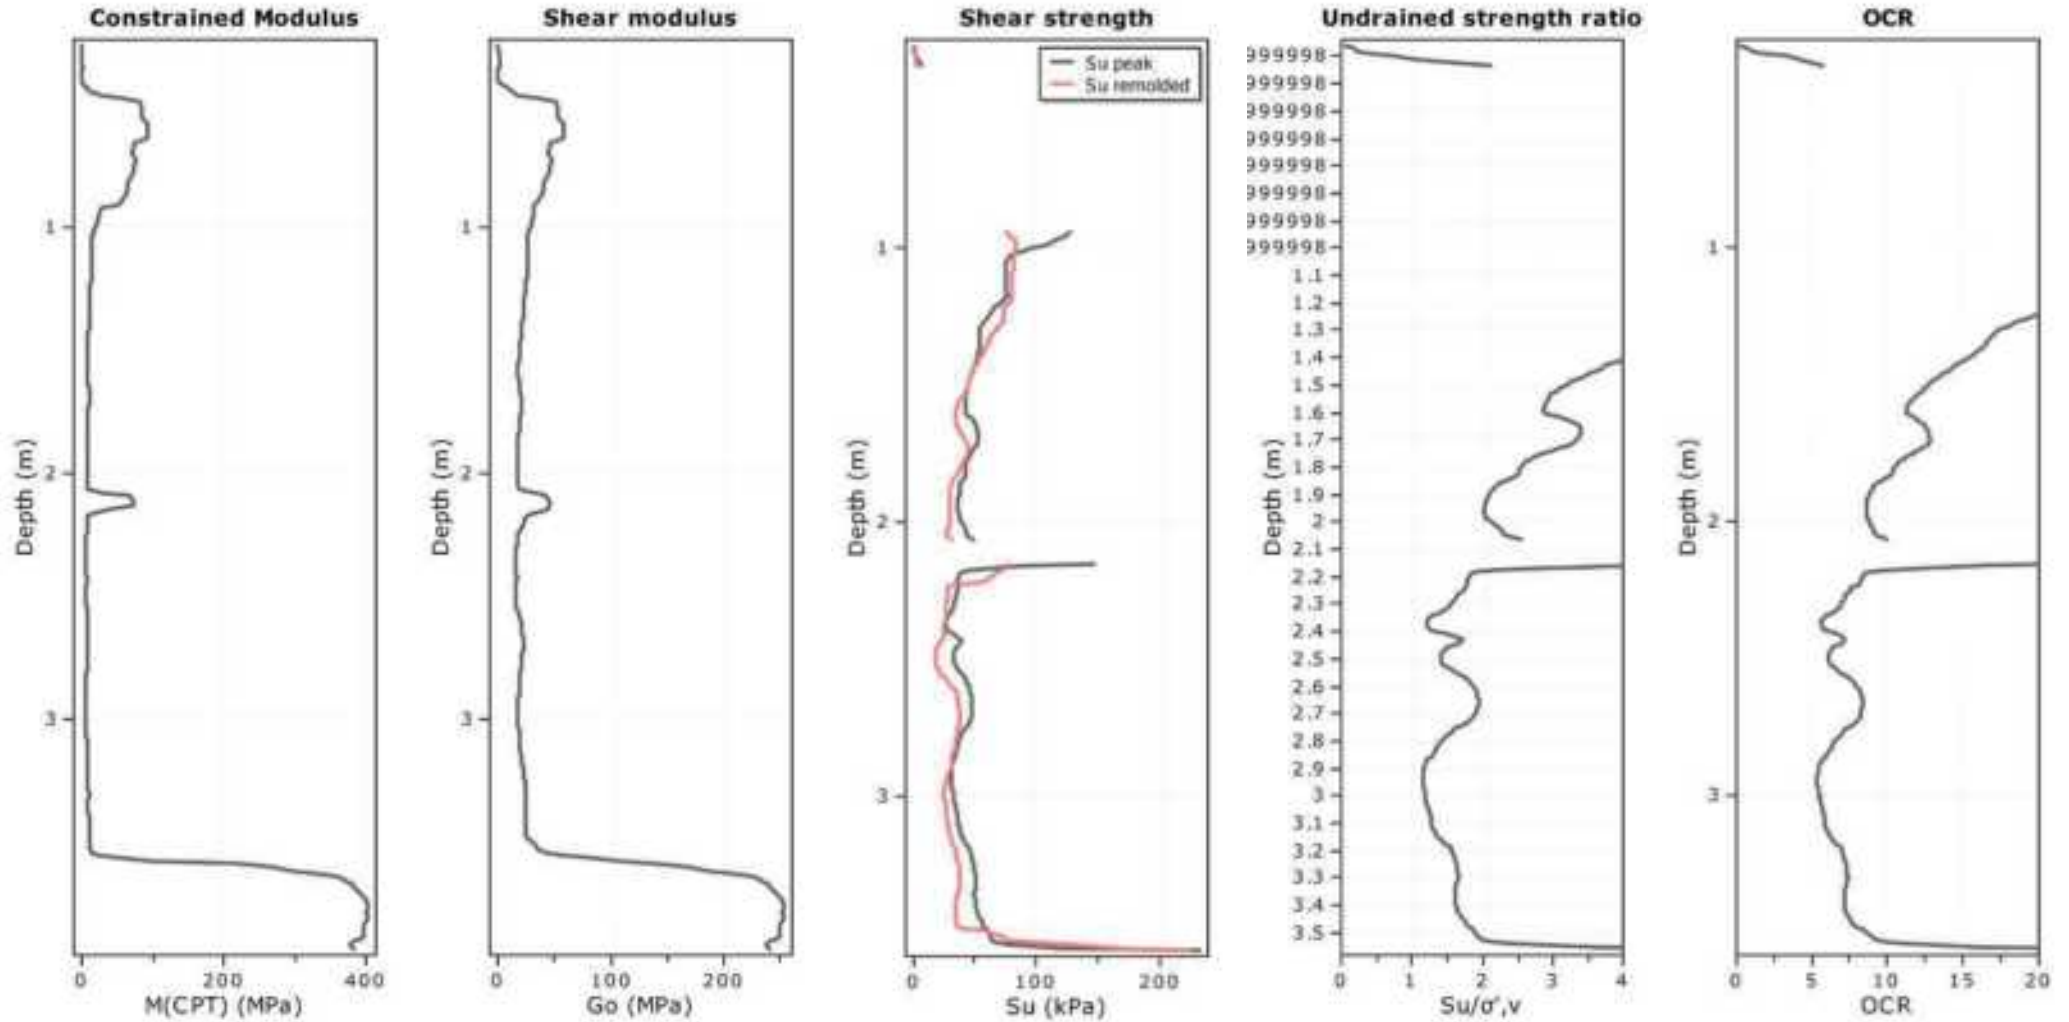 Constrained Modulus
Depth (m)
1
2
3
0 200 400
M(CPT) (MPa)
Shear modulus
Depth (m)
1
2
3
0 100 200
Go (MPa)
Shear strength
Su peak
Su remolded
Depth (m)
1
2
3
0 100 200
Su (kPa)
Undrained strength ratio
Depth (m)
999998
999998
999998
999998
999998
999998
999998
999998
1.1
1.2
1.3
1.4
1.5
1.6
1.7
1.8
1.9
2
2.1
2.2
2.3
2.4
2.5
2.6
2.7
2.8
2.9
3
3.1
3.2
3.3
3.4
3.5
0 1 2 3 4
Su/σ',v
OCR
Depth (m)
1
2
3
0 5 10 15 20
OCR